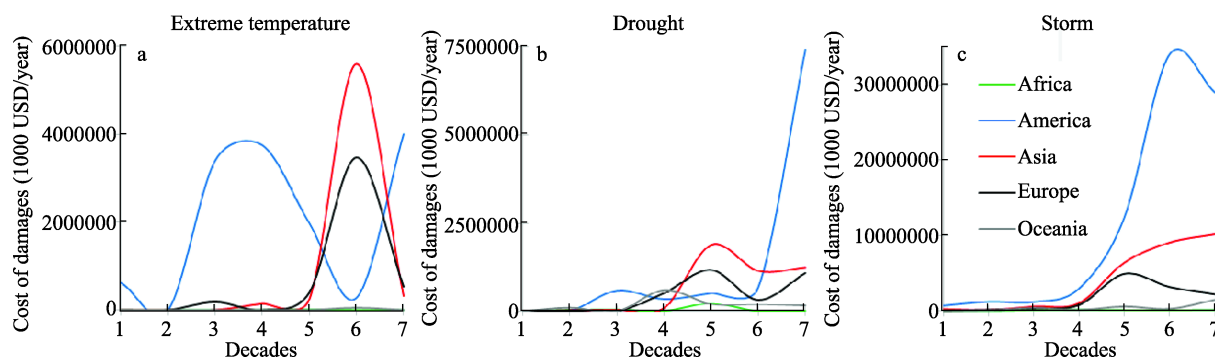 Extreme temperature
Cost of damages (1000 USD/year)
a
6000000
4000000
2000000
0
1 2 3 4 5 6 7
Decades
Drought
Cost of damages (1000 USD/year)
b
7500000
5000000
2500000
0
1 2 3 4 5 6 7
Decades
Storm
Cost of damages (1000 USD/year)
c
30000000
20000000
10000000
0
Africa
America
Asia
Europe
Oceania
1 2 3 4 5 6 7
Decades